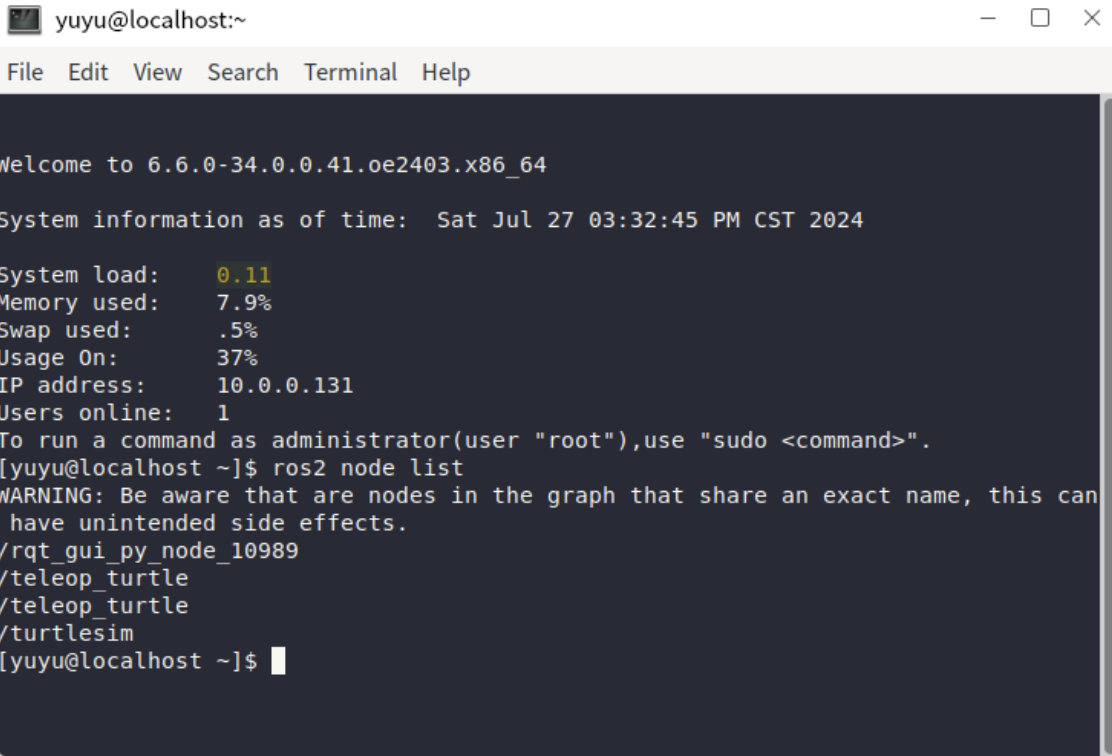 yuyu@localhost:~
File Edit View Search Terminal Help
Welcome to 6.6.0-34.0.0.41.oe2403.x86_64
System information as of time:  Sat Jul 27 03:32:45 PM CST 2024
System load:    0.11
Memory used:    7.9%
Swap used:      .5%
Usage On:       37%
IP address:     10.0.0.131
Users online:   1
To run a command as administrator(user "root"),use "sudo <command>".
[yuyu@localhost ~]$ ros2 node list
WARNING: Be aware that are nodes in the graph that share an exact name, this can
 have unintended side effects.
/rqt_gui_py_node_10989
/teleop_turtle
/teleop_turtle
/turtlesim
[yuyu@localhost ~]$